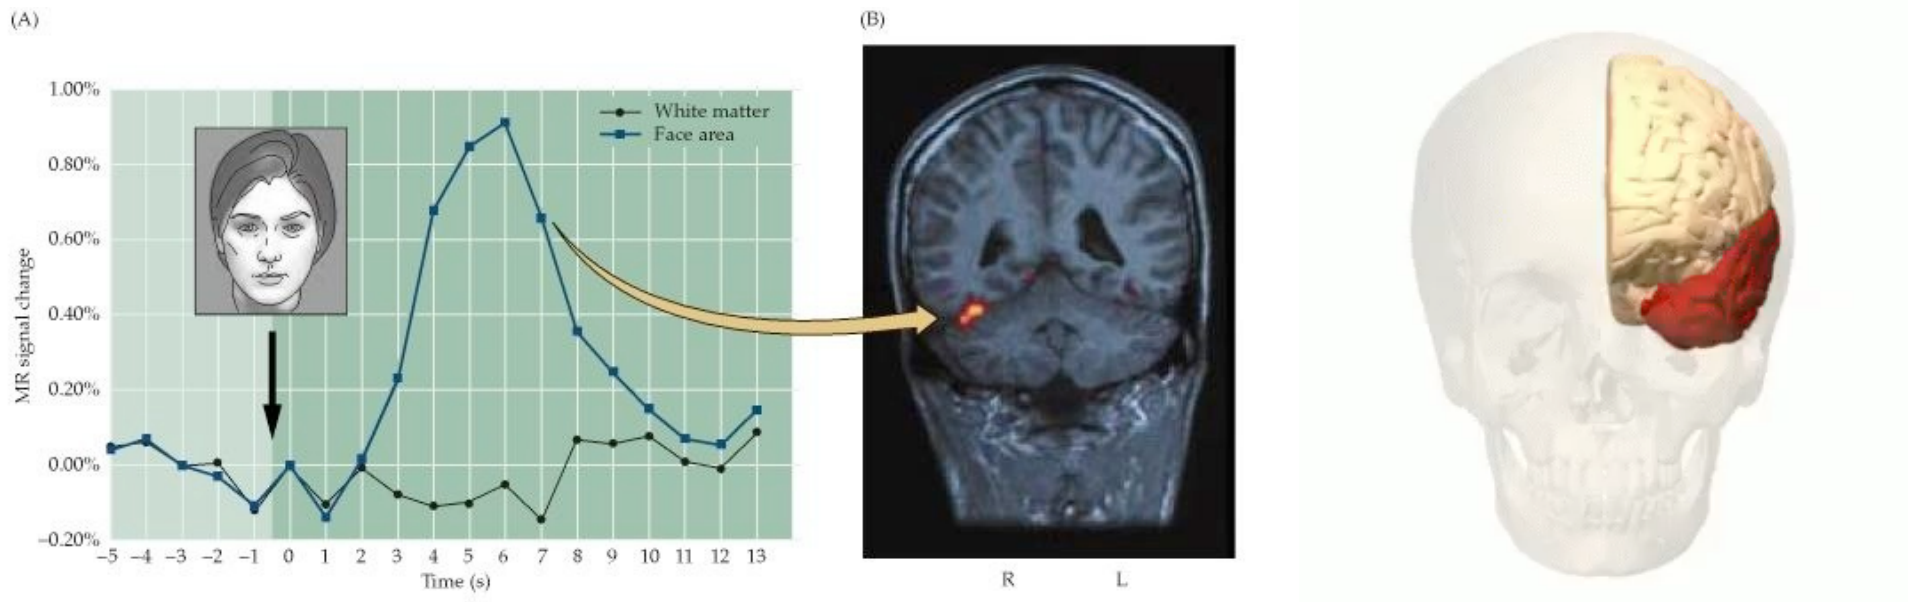 (A)
1.00%
0.80%
0.60%
0.40%
0.20%
0.00%
–0.20%
MR signal change
White matter
Face area
–5 –4 –3 –2 –1 0 1 2 3 4 5 6 7 8 9 10 11 12 13
Time (s)
(B)
R L